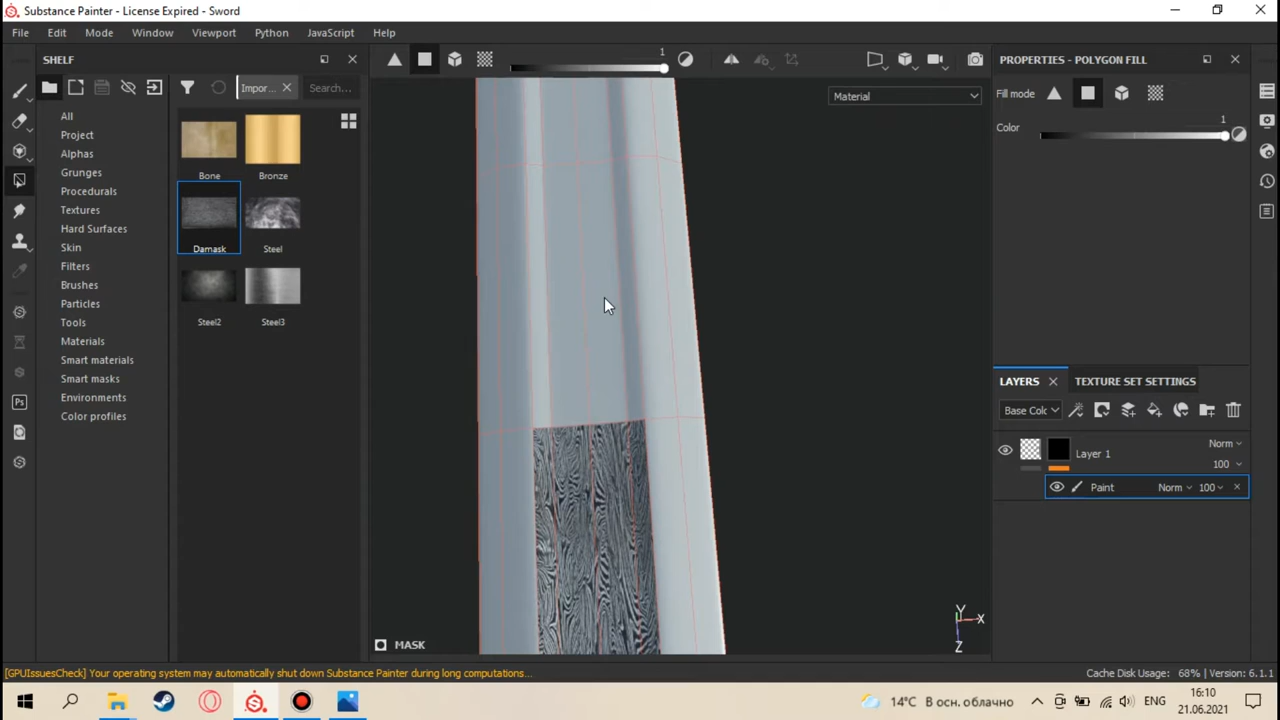 Substance Painter - License Expired - Sword
File Edit Mode Window Viewport Python JavaScript Help
SHELF
Impor...
Search...
All
Project
Alphas
Grunges
Procedurals
Textures
Hard Surfaces
Skin
Filters
Brushes
Particles
Tools
Materials
Smart materials
Smart masks
Environments
Color profiles
Bone
Bronze
Damask
Steel
Steel2
Steel3
1
Material
MASK
Y
X
Z
PROPERTIES - POLYGON FILL
Fill mode
Color
1
LAYERS
TEXTURE SET SETTINGS
Base Colo
Layer 1
Norm
100
Paint
Norm
100
Ps
[GPUIssuesCheck] Your operating system may automatically shut down Substance Painter during long computations...
Cache Disk Usage: 68% | Version: 6.1.1
14°C В осн. облачно
ENG
16:10
21.06.2021